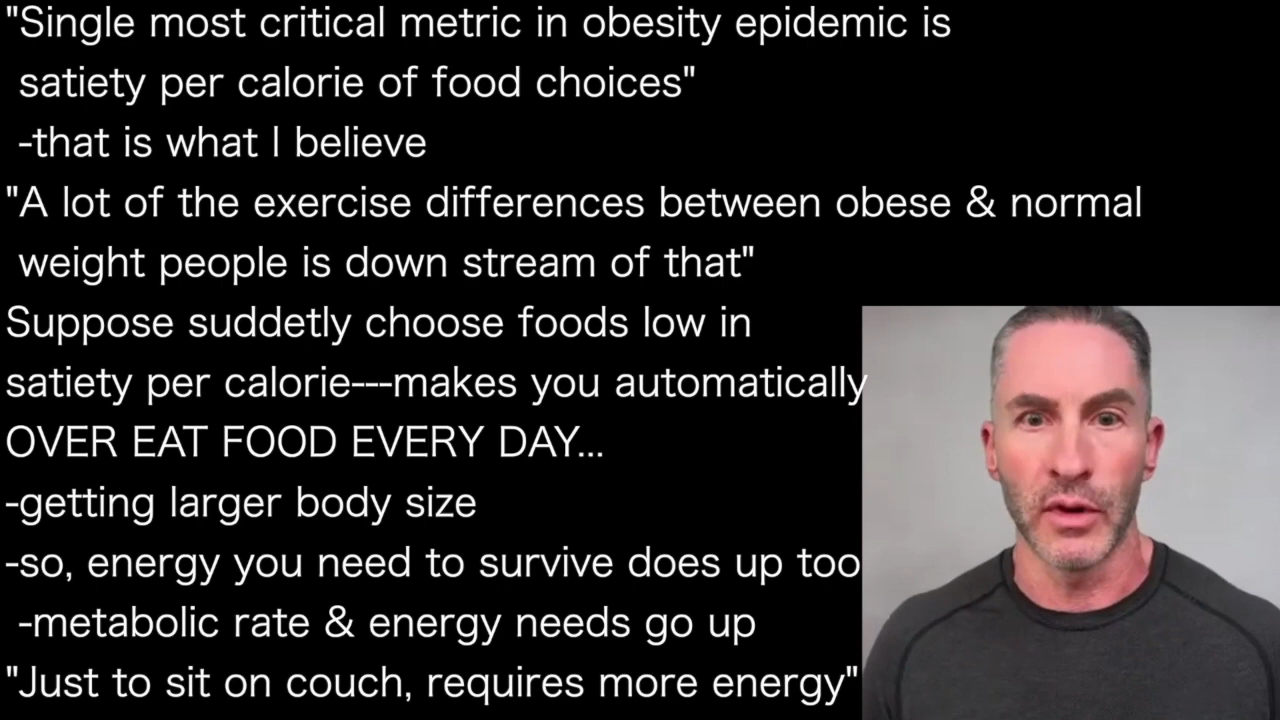 "Single most critical metric in obesity epidemic is
satiety per calorie of food choices"
-that is what I believe
"A lot of the exercise differences between obese & normal
weight people is down stream of that"
Suppose suddetly choose foods low in
satiety per calorie---makes you automatically
OVER EAT FOOD EVERY DAY...
-getting larger body size
-so, energy you need to survive does up too
-metabolic rate & energy needs go up
"Just to sit on couch, requires more energy"